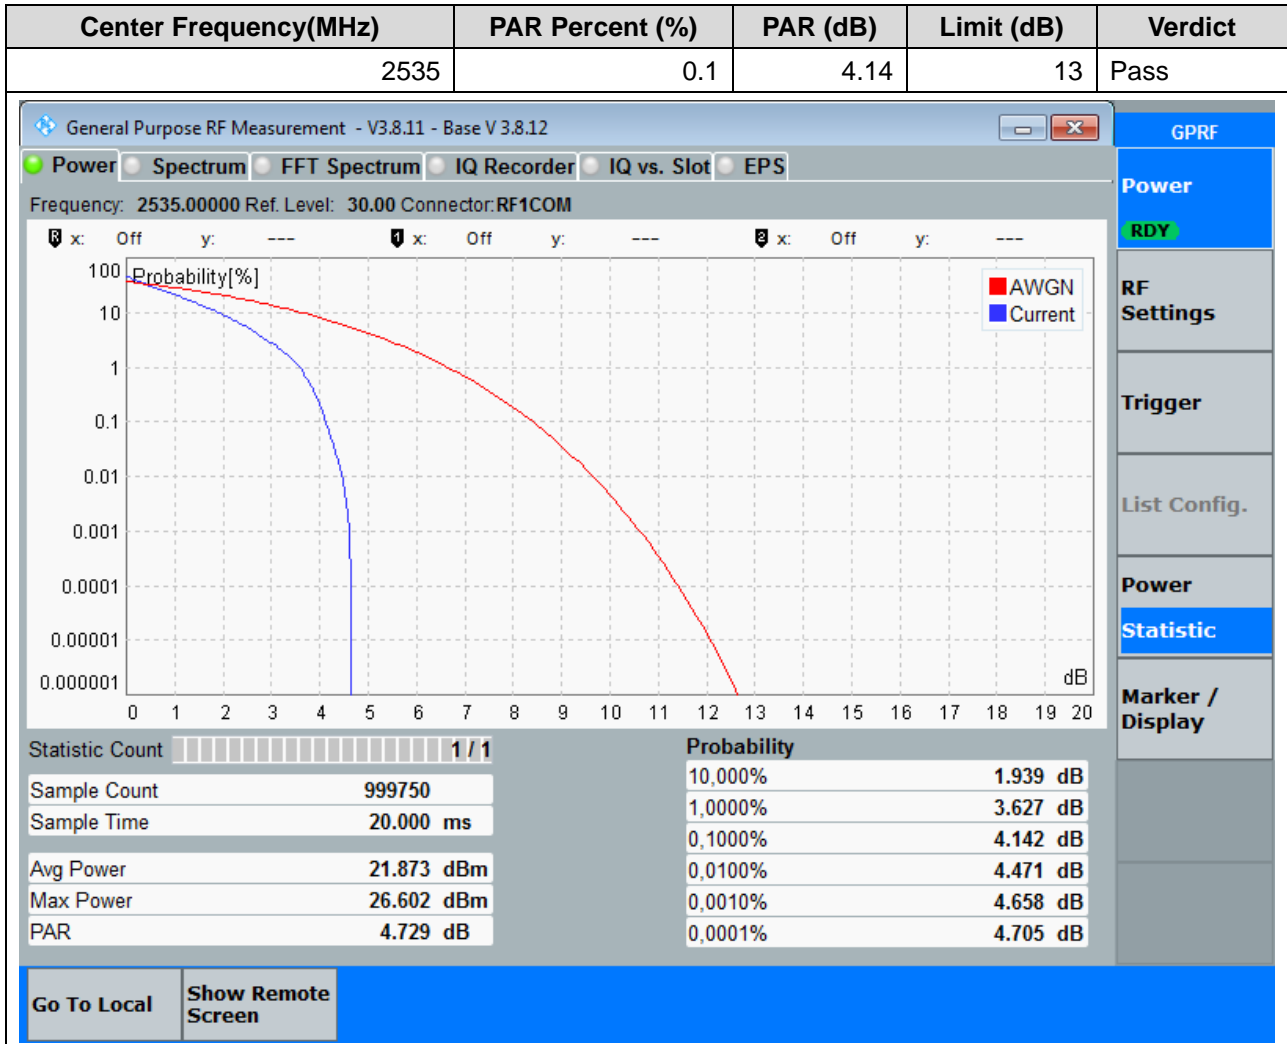 Center Frequency(MHz) PAR Percent (%) PAR (dB) Limit (dB) Verdict
2535 0.1 4.14 13 Pass
General Purpose RF Measurement - V3.8.11 - Base V 3.8.12
GPRF
Power Spectrum FFT Spectrum IQ Recorder IQ vs. Slot EPS
Power
RDY
Frequency: 2535.00000 Ref. Level: 30.00 Connector: RF1COM
R x: Off y: --- 1 x: Off y: --- 2 x: Off y: ---
Probability[%]
AWGN
Current
100
10
1
0.1
0.01
0.001
0.0001
0.00001
0.000001
dB
0 1 2 3 4 5 6 7 8 9 10 11 12 13 14 15 16 17 18 19 20
RF
Settings
Trigger
List Config.
Power
Statistic
Marker /
Display
Statistic Count 1 / 1
Sample Count 999750
Sample Time 20.000 ms
Avg Power 21.873 dBm
Max Power 26.602 dBm
PAR 4.729 dB
Probability
10,000% 1.939 dB
1,0000% 3.627 dB
0,1000% 4.142 dB
0,0100% 4.471 dB
0,0010% 4.658 dB
0,0001% 4.705 dB
Go To Local
Show Remote
Screen